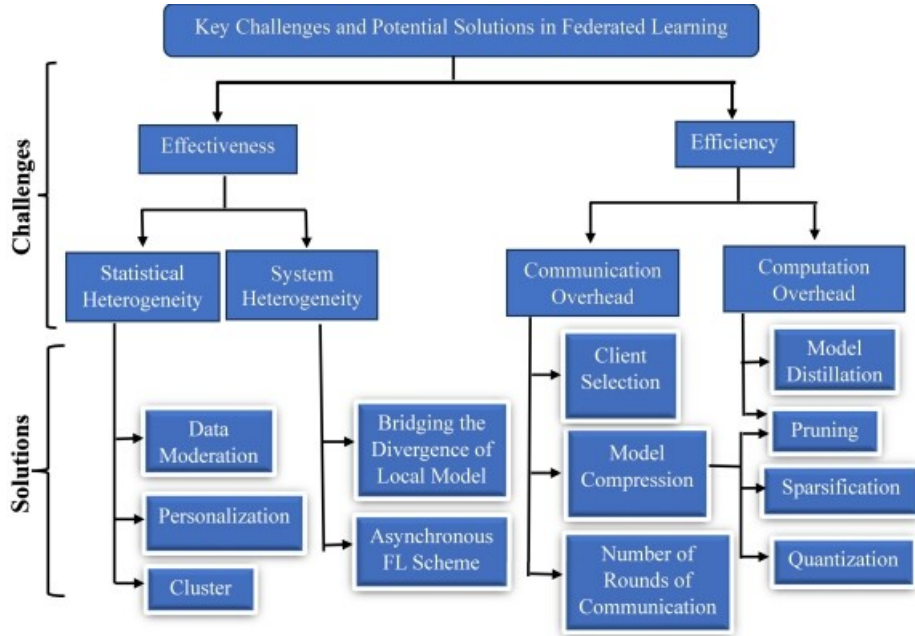 Key Challenges and Potential Solutions in Federated Learning
Challenges
Effectiveness
Efficiency
Statistical
Heterogeneity
System
Heterogeneity
Communication
Overhead
Computation
Overhead
Solutions
Data
Moderation
Personalization
Cluster
Bridging the
Divergence of
Local Model
Asynchronous
FL Scheme
Client
Selection
Model
Compression
Number of
Rounds of
Communication
Model
Distillation
Pruning
Sparsification
Quantization